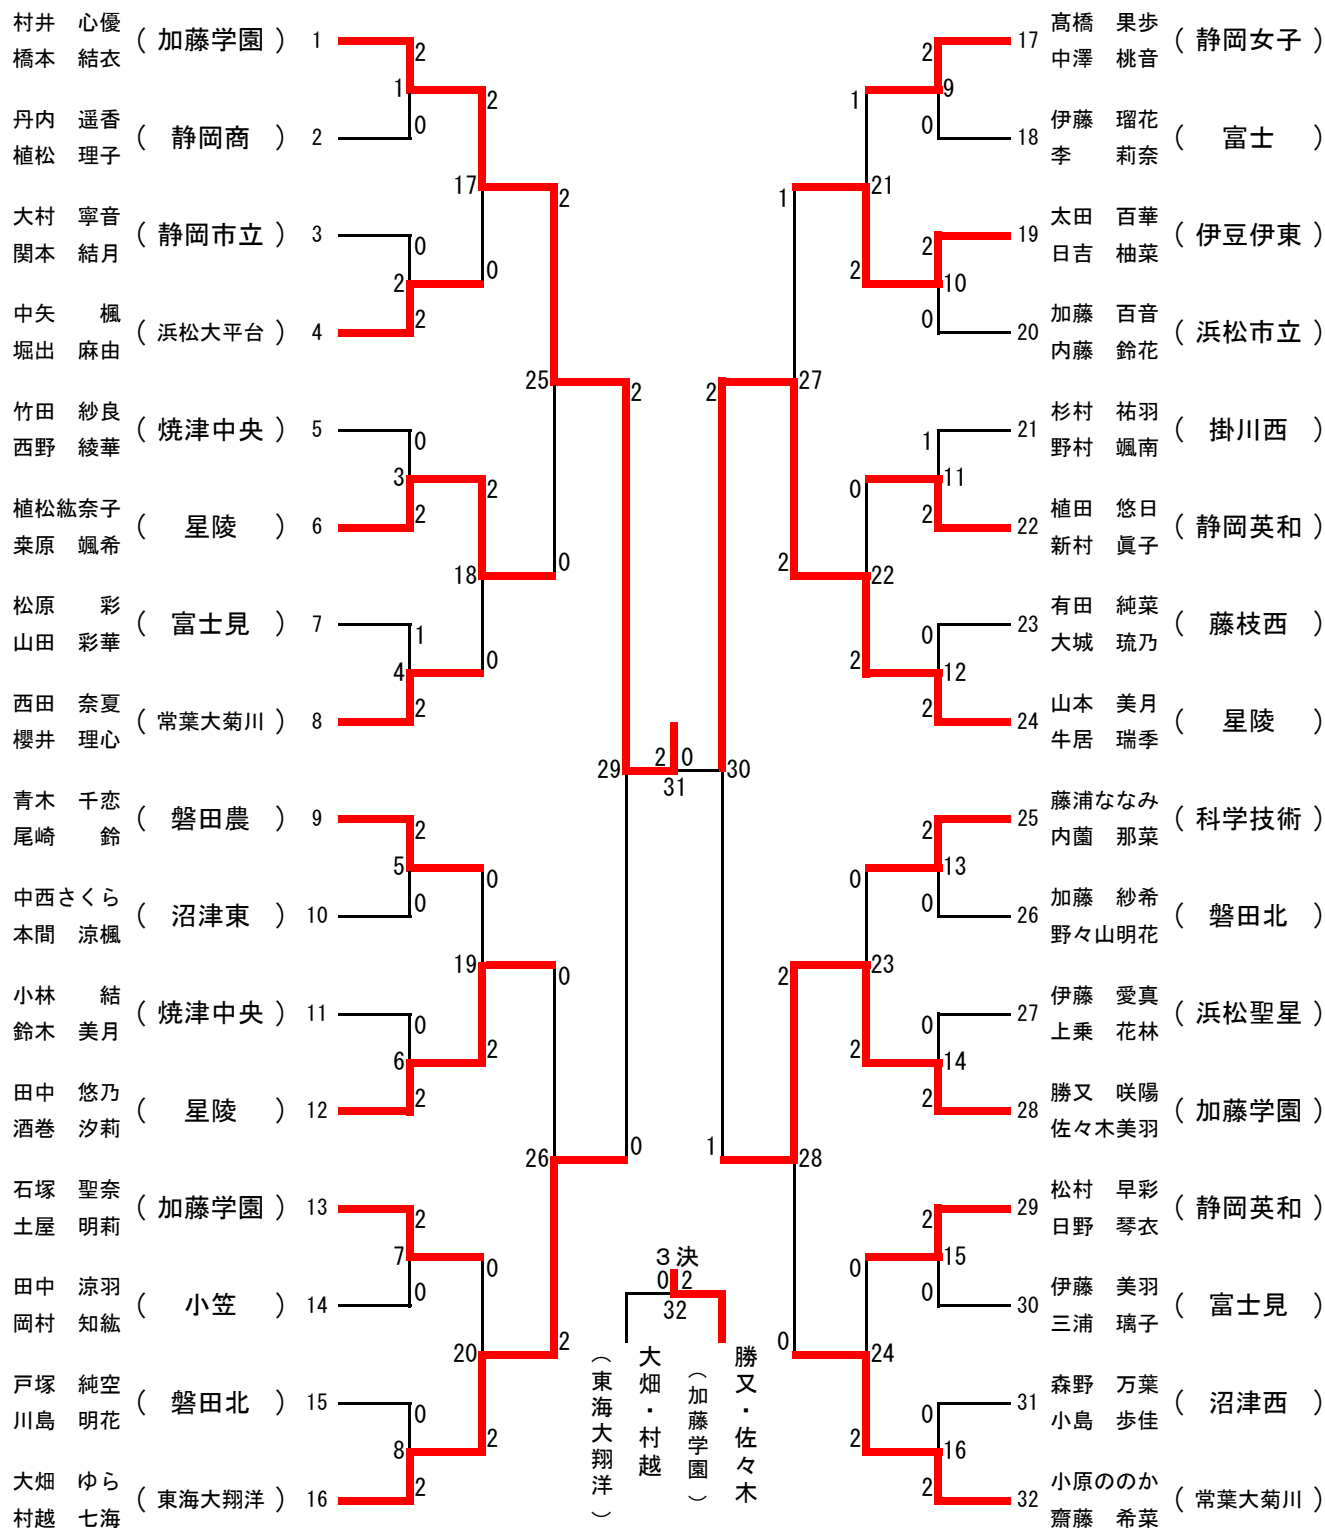 村井　心優
橋本　結衣
（ 加藤学園 ） 1
丹内　遥香
植松　理子
（ 静岡商 ） 2
大村　寧音
関本　結月
（ 静岡市立 ） 3
中矢　　楓
堀出　麻由
（ 浜松大平台 ） 4
竹田　紗良
西野　綾華
（ 焼津中央 ） 5
植松紘奈子
桒原　颯希
（ 星陵 ） 6
松原　　彩
山田　彩華
（ 富士見 ） 7
西田　奈夏
櫻井　理心
（ 常葉大菊川 ） 8
青木　千恋
尾崎　　鈴
（ 磐田農 ） 9
中西さくら
本間　涼楓
（ 沼津東 ） 10
小林　　結
鈴木　美月
（ 焼津中央 ） 11
田中　悠乃
酒巻　汐莉
（ 星陵 ） 12
石塚　聖奈
土屋　明莉
（ 加藤学園 ） 13
田中　涼羽
岡村　知紘
（ 小笠 ） 14
戸塚　純空
川島　明花
（ 磐田北 ） 15
大畑　ゆら
村越　七海
（ 東海大翔洋 ） 16
2
1
0
0
2
2
0
3
2
1
4
2
2
5
0
0
6
2
2
7
0
0
8
2
2
17
0
2
18
0
0
19
2
0
20
2
2
25
0
0
26
2
2
29
0
2 0
31
3決
0 2
32
大畑・村越
（東海大翔洋）
勝又・佐々木
（加藤学園）
2
30
1
1
27
2
2
28
0
1
21
2
0
22
2
0
23
2
0
24
2
2
9
0
2
10
0
1
11
2
0
12
2
2
13
0
0
14
2
2
15
0
0
16
2
17
髙橋　果歩
中澤　桃音
（ 静岡女子 ）
18
伊藤　瑠花
李　　莉奈
（ 富士 ）
19
太田　百華
日吉　柚菜
（ 伊豆伊東 ）
20
加藤　百音
内藤　鈴花
（ 浜松市立 ）
21
杉村　祐羽
野村　颯南
（ 掛川西 ）
22
植田　悠日
新村　眞子
（ 静岡英和 ）
23
有田　純菜
大城　琉乃
（ 藤枝西 ）
24
山本　美月
牛居　瑞季
（ 星陵 ）
25
藤浦ななみ
内薗　那菜
（ 科学技術 ）
26
加藤　紗希
野々山明花
（ 磐田北 ）
27
伊藤　愛真
上乗　花林
（ 浜松聖星 ）
28
勝又　咲陽
佐々木美羽
（ 加藤学園 ）
29
松村　早彩
日野　琴衣
（ 静岡英和 ）
30
伊藤　美羽
三浦　璃子
（ 富士見 ）
31
森野　万葉
小島　歩佳
（ 沼津西 ）
32
小原ののか
齋藤　希菜
（ 常葉大菊川 ）